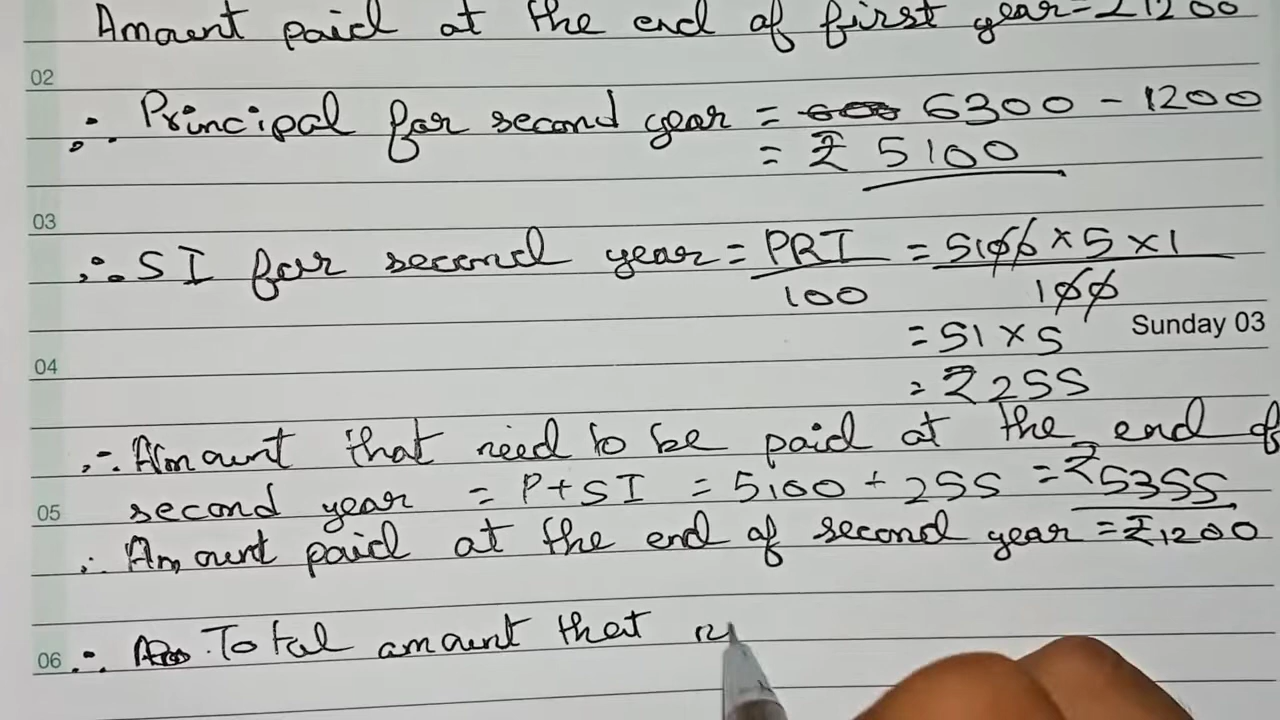 Amount paid at the end of first year = ₹1200
02
∴ Principal for second year = 6300 - 1200
= ₹ 5100
03
∴ SI for second year = PRI/100 = 5100 × 5 × 1/100
Sunday 03
= 51 × 5
04
= ₹ 255
∴ Amount that need to be paid at the end of
05
second year = P + SI = 5100 + 255 = ₹5355
∴ Amount paid at the end of second year = ₹1200
06
∴ Total amount that